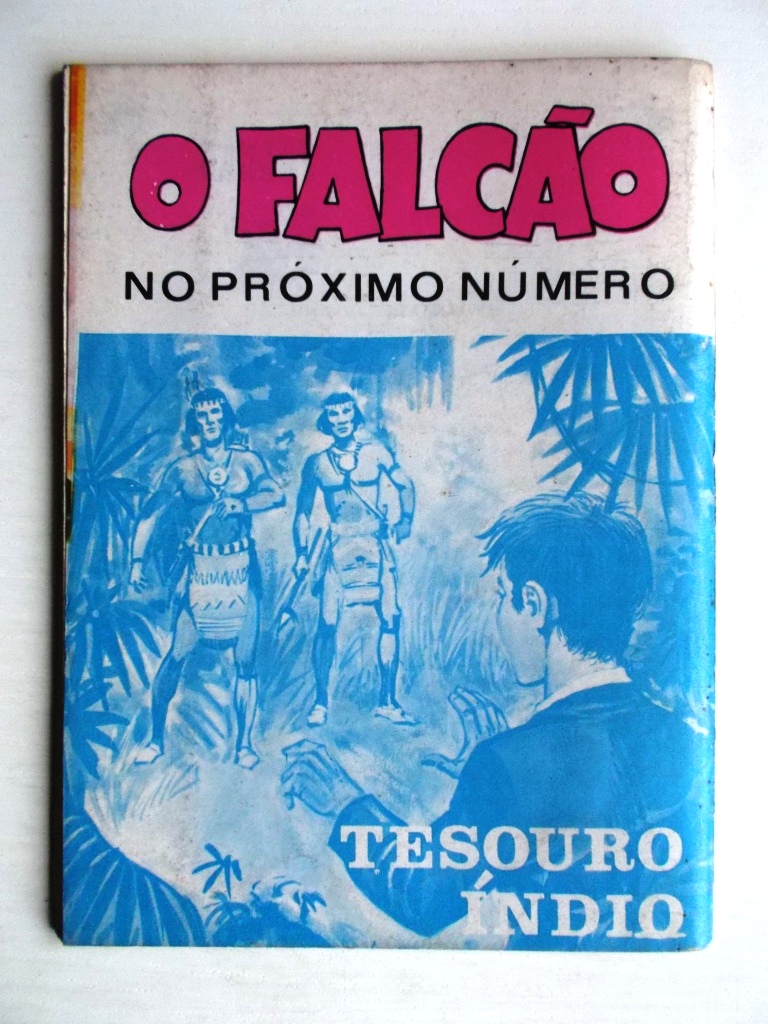 O FALCÃO
NO PRÓXIMO NÚMERO
TESOURO
ÍNDIO